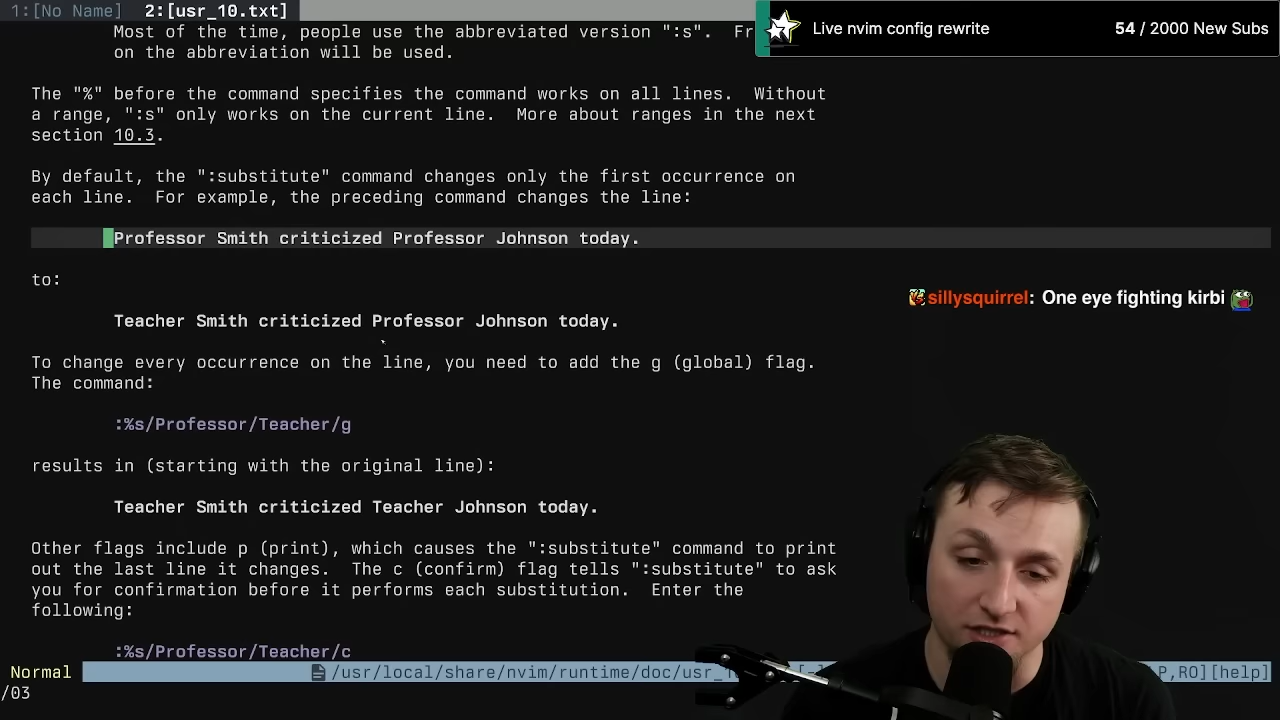 1:[No Name]  2:[usr_10.txt]
Live nvim config rewrite 54 / 2000 New Subs
Most of the time, people use the abbreviated version ":s".
on the abbreviation will be used.
The "%" before the command specifies the command works on all lines.  Without
a range, ":s" only works on the current line.  More about ranges in the next
section 10.3.
By default, the ":substitute" command changes only the first occurrence on
each line.  For example, the preceding command changes the line:
Professor Smith criticized Professor Johnson today.
to:
sillysquirrel: One eye fighting kirbi
Teacher Smith criticized Professor Johnson today.
To change every occurrence on the line, you need to add the g (global) flag.
The command:
:%s/Professor/Teacher/g
results in (starting with the original line):
Teacher Smith criticized Teacher Johnson today.
Other flags include p (print), which causes the ":substitute" command to print
out the last line it changes.  The c (confirm) flag tells ":substitute" to ask
you for confirmation before it performs each substitution.  Enter the
following:
:%s/Professor/Teacher/c
Normal /usr/local/share/nvim/runtime/doc/usr_1 [-] P,RO][help]
/03